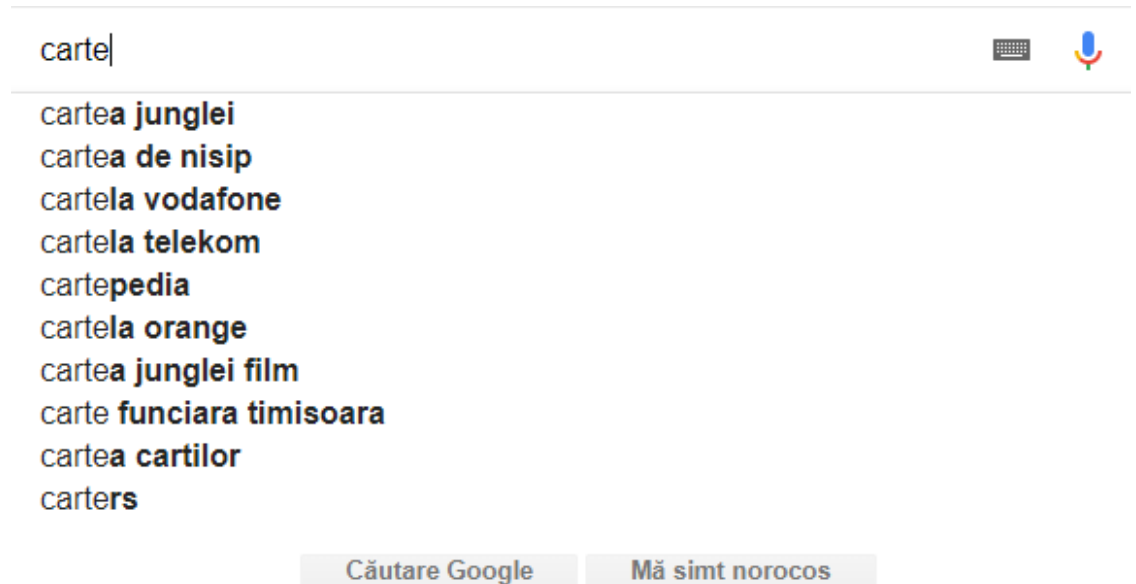 carte
cartea junglei
cartea de nisip
cartela vodafone
cartela telekom
cartepedia
cartela orange
cartea junglei film
carte funciara timisoara
cartea cartilor
carters
Căutare Google Mă simt norocos